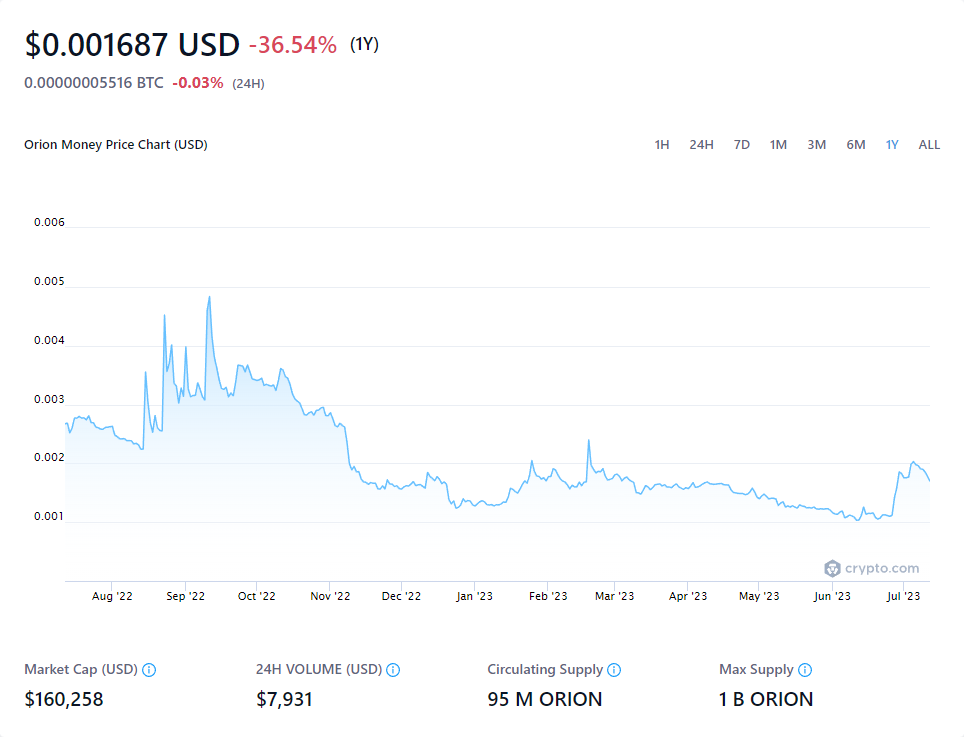 $0.001687 USD -36.54% (1Y)
0.00000005516 BTC -0.03% (24H)
Orion Money Price Chart (USD) 1H 24H 7D 1M 3M 6M 1Y ALL
0.006
0.005
0.004
0.003
0.002
0.001
crypto.com
Aug '22 Sep '22 Oct '22 Nov '22 Dec '22 Jan '23 Feb '23 Mar '23 Apr '23 May '23 Jun '23 Jul '23
Market Cap (USD) 24H VOLUME (USD) Circulating Supply Max Supply
$160,258 $7,931 95 M ORION 1 B ORION